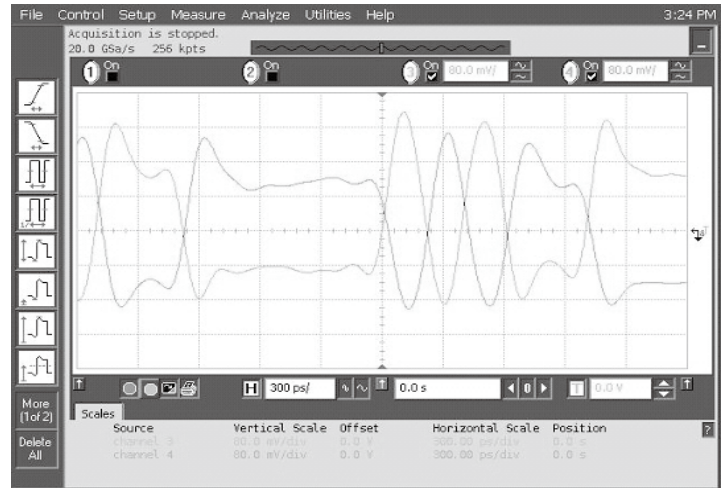 File Control Setup Measure Analyze Utilities Help 3:24 PM
Acquisition is stopped.
20.0 GSa/s 256 kpts
1 On 2 On 3 On 80.0 mV/ 4 On 80.0 mV/
H 300 ps/ 0.0 s 0 T 0.0 V
More
(1of 2)
Delete
All
Scales
Source Vertical Scale Offset Horizontal Scale Position
channel 3 80.0 mV/div 0.0 V 300.00 ps/div 0.0 s
channel 4 80.0 mV/div 0.0 V 300.00 ps/div 0.0 s
?